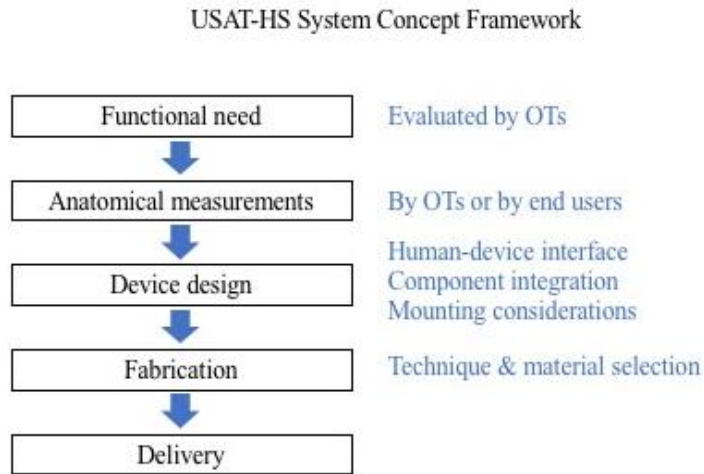 USAT-HS System Concept Framework
Functional need
Evaluated by OTs
Anatomical measurements
By OTs or by end users
Device design
Human-device interface
Component integration
Mounting considerations
Fabrication
Technique & material selection
Delivery